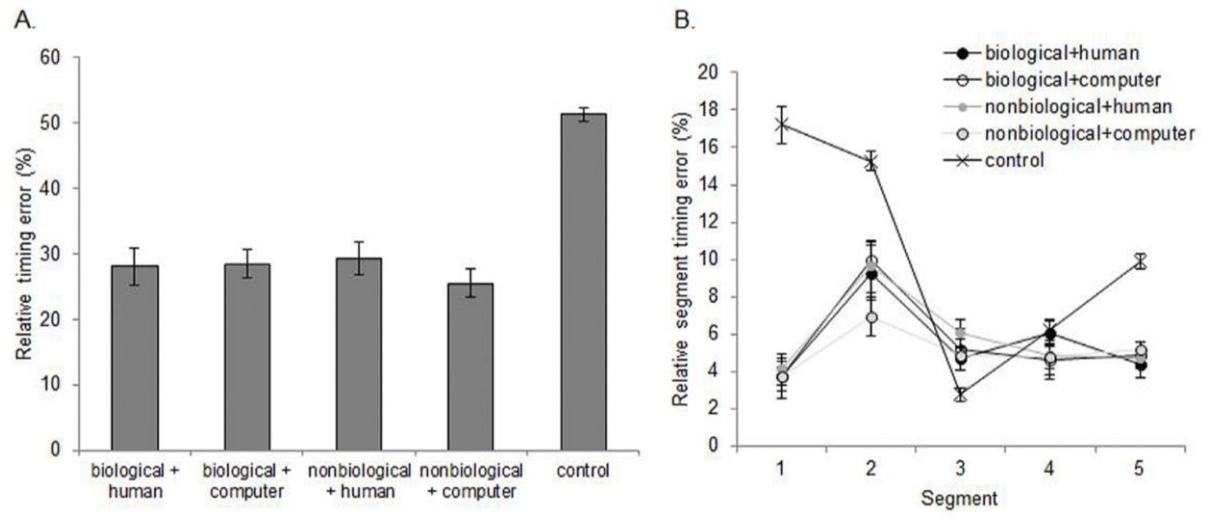 A.
60
50
40
30
20
10
0
Relative timing error (%)
biological +
human
biological +
computer
nonbiological
+ human
nonbiological
+ computer
control
B.
biological+human
biological+computer
nonbiological+human
nonbiological+computer
control
20
18
16
14
12
10
8
6
4
2
0
Relative segment timing error (%)
1 2 3 4 5
Segment